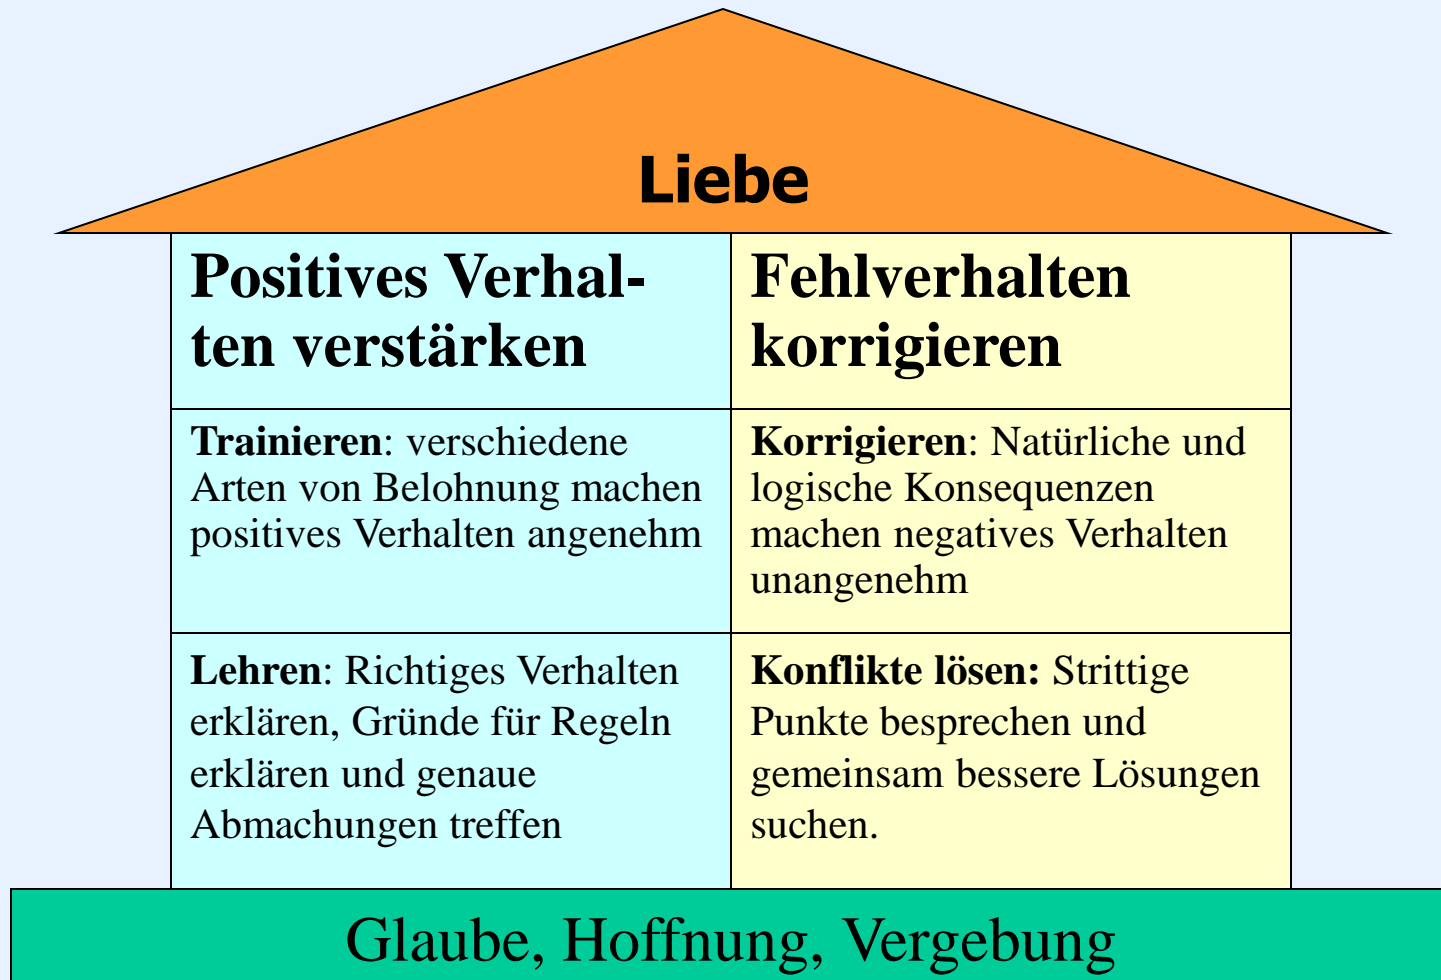 Liebe
Positives Verhal-
ten verstärken
Fehlverhalten
korrigieren
Trainieren: verschiedene
Arten von Belohnung machen
positives Verhalten angenehm
Korrigieren: Natürliche und
logische Konsequenzen
machen negatives Verhalten
unangenehm
Lehren: Richtiges Verhalten
erklären, Gründe für Regeln
erklären und genaue
Abmachungen treffen
Konflikte lösen: Strittige
Punkte besprechen und
gemeinsam bessere Lösungen
suchen.
Glaube, Hoffnung, Vergebung